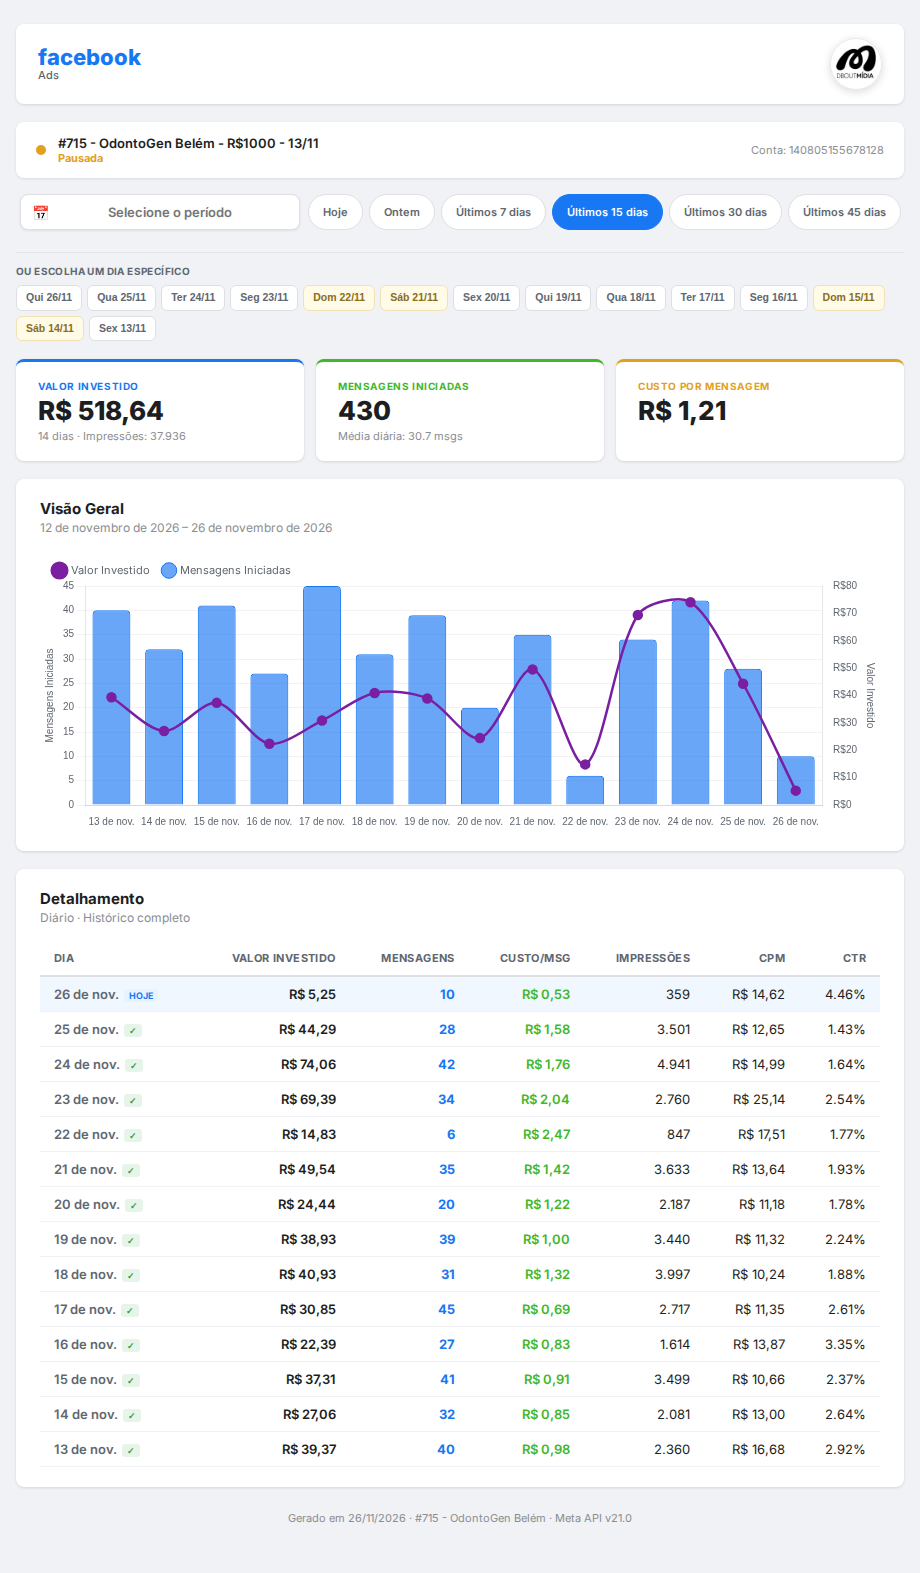 facebook
Ads
DBOUTMÍDIA
#715 - OdontoGen Belém - R$1000 - 13/11
Pausada
Conta: 140805155678128
Selecione o período
Hoje
Ontem
Últimos 7 dias
Últimos 15 dias
Últimos 30 dias
Últimos 45 dias
OU ESCOLHA UM DIA ESPECÍFICO
Qui 26/11
Qua 25/11
Ter 24/11
Seg 23/11
Dom 22/11
Sáb 21/11
Sex 20/11
Qui 19/11
Qua 18/11
Ter 17/11
Seg 16/11
Dom 15/11
Sáb 14/11
Sex 13/11
VALOR INVESTIDO
R$ 518,64
14 dias · Impressões: 37.936
MENSAGENS INICIADAS
430
Média diária: 30.7 msgs
CUSTO POR MENSAGEM
R$ 1,21
Visão Geral
12 de novembro de 2026 – 26 de novembro de 2026
Valor Investido
Mensagens Iniciadas
45
40
35
30
25
20
15
10
5
0
Mensagens Iniciadas
R$80
R$70
R$60
R$50
R$40
R$30
R$20
R$10
R$0
Valor Investido
13 de nov. 14 de nov. 15 de nov. 16 de nov. 17 de nov. 18 de nov. 19 de nov. 20 de nov. 21 de nov. 22 de nov. 23 de nov. 24 de nov. 25 de nov. 26 de nov.
Detalhamento
Diário · Histórico completo
DIA VALOR INVESTIDO MENSAGENS CUSTO/MSG IMPRESSÕES CPM CTR
26 de nov. HOJE R$ 5,25 10 R$ 0,53 359 R$ 14,62 4.46%
25 de nov. ✓ R$ 44,29 28 R$ 1,58 3.501 R$ 12,65 1.43%
24 de nov. ✓ R$ 74,06 42 R$ 1,76 4.941 R$ 14,99 1.64%
23 de nov. ✓ R$ 69,39 34 R$ 2,04 2.760 R$ 25,14 2.54%
22 de nov. ✓ R$ 14,83 6 R$ 2,47 847 R$ 17,51 1.77%
21 de nov. ✓ R$ 49,54 35 R$ 1,42 3.633 R$ 13,64 1.93%
20 de nov. ✓ R$ 24,44 20 R$ 1,22 2.187 R$ 11,18 1.78%
19 de nov. ✓ R$ 38,93 39 R$ 1,00 3.440 R$ 11,32 2.24%
18 de nov. ✓ R$ 40,93 31 R$ 1,32 3.997 R$ 10,24 1.88%
17 de nov. ✓ R$ 30,85 45 R$ 0,69 2.717 R$ 11,35 2.61%
16 de nov. ✓ R$ 22,39 27 R$ 0,83 1.614 R$ 13,87 3.35%
15 de nov. ✓ R$ 37,31 41 R$ 0,91 3.499 R$ 10,66 2.37%
14 de nov. ✓ R$ 27,06 32 R$ 0,85 2.081 R$ 13,00 2.64%
13 de nov. ✓ R$ 39,37 40 R$ 0,98 2.360 R$ 16,68 2.92%
Gerado em 26/11/2026 · #715 - OdontoGen Belém · Meta API v21.0